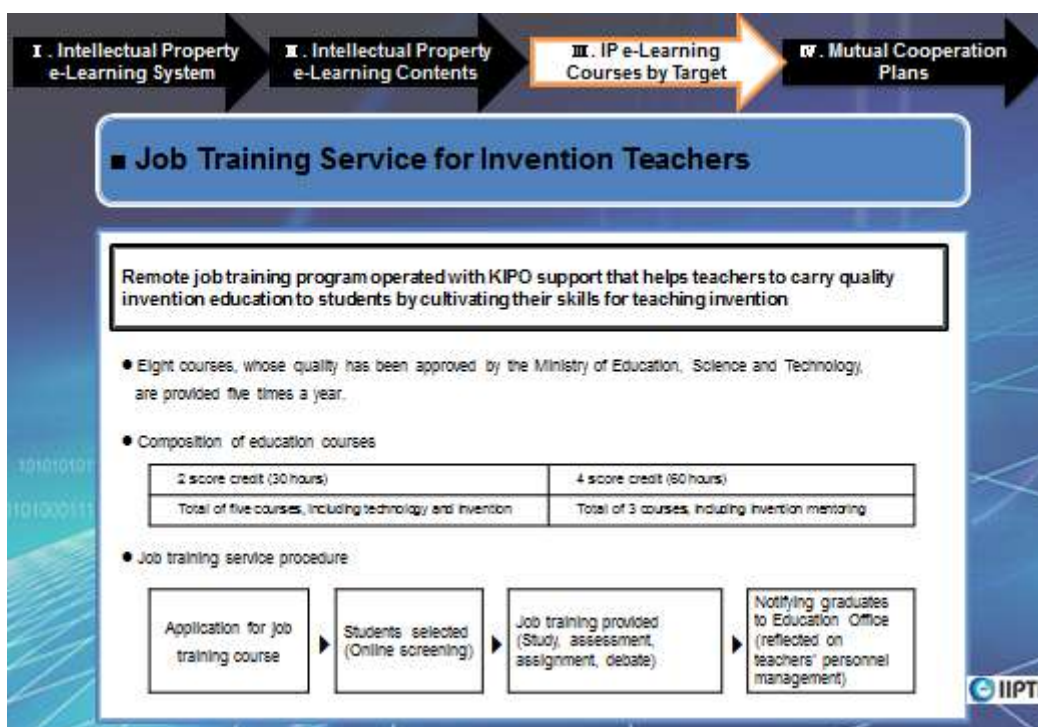 Ⅰ. Intellectual Property
e-Learning System
Ⅱ. Intellectual Property
e-Learning Contents
Ⅲ. IP e-Learning
Courses by Target
Ⅳ. Mutual Cooperation
Plans
■ Job Training Service for Invention Teachers
Remote job training program operated with KIPO support that helps teachers to carry quality
invention education to students by cultivating their skills for teaching invention
● Eight courses, whose quality has been approved by the Ministry of Education, Science and Technology,
are provided five times a year.
● Composition of education courses
2 score credit (30 hours)
4 score credit (60 hours)
Total of five courses, including technology and invention
Total of 3 courses, including invention mentoring
● Job training service procedure
Application for job
training course
Students selected
(Online screening)
Job training provided
(Study, assessment,
assignment, debate)
Notifying graduates
to Education Office
(reflected on
teachers' personnel
management)
101010101
1101000111
IIPTI